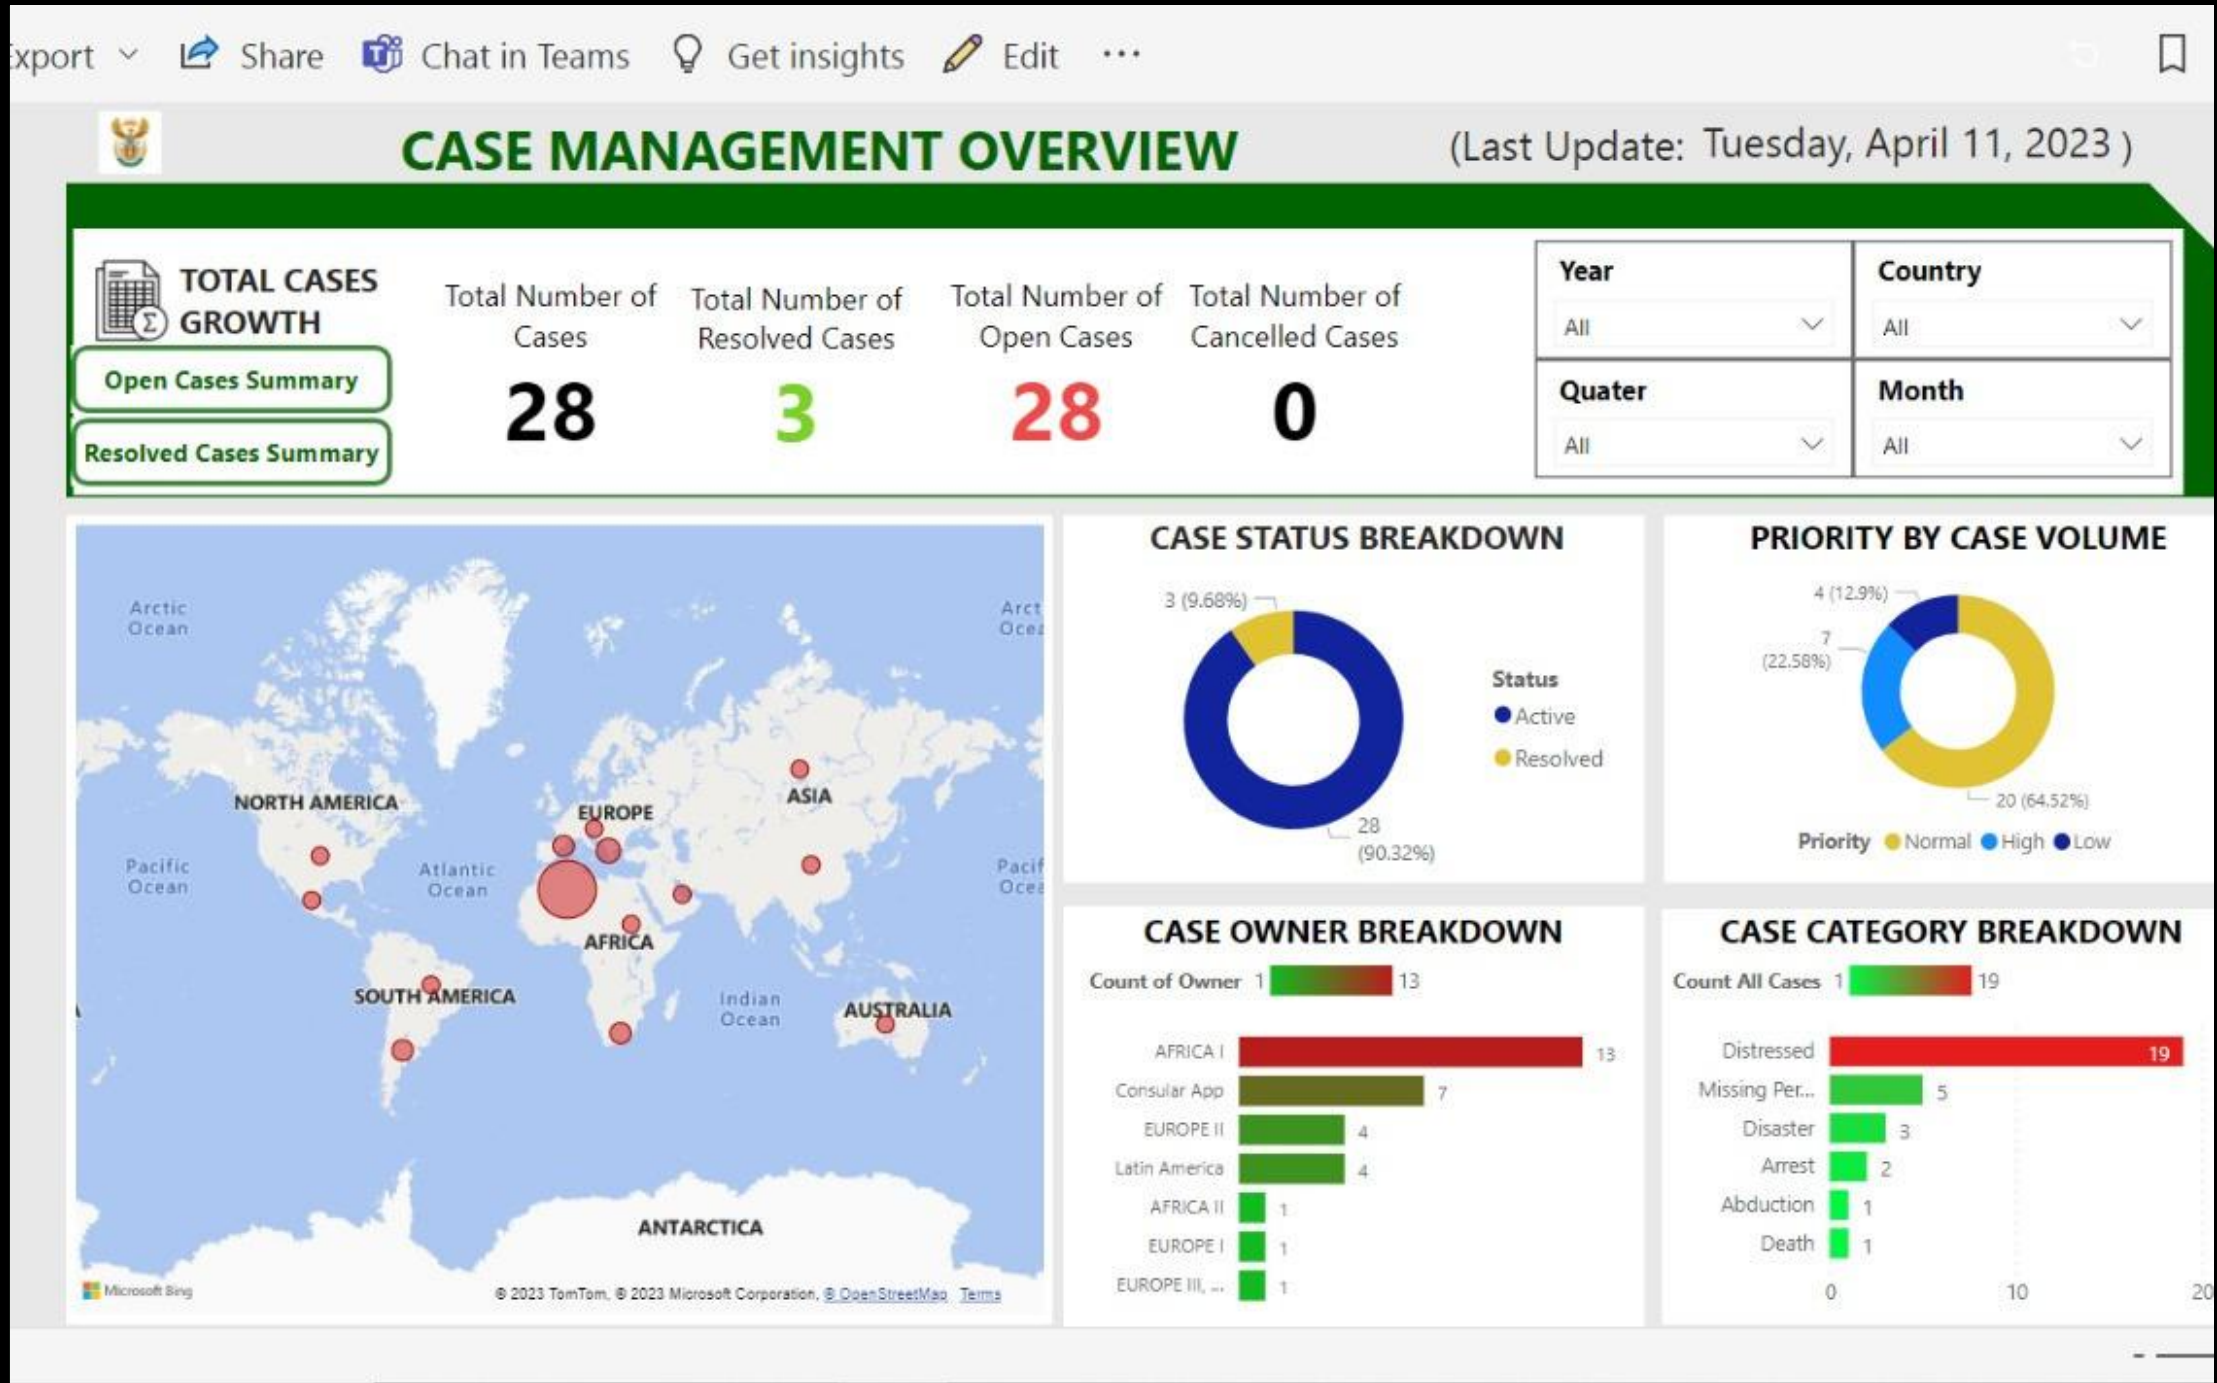 xport
Share
Chat in Teams
Get insights
Edit
CASE MANAGEMENT OVERVIEW
(Last Update: Tuesday, April 11, 2023 )
TOTAL CASES
GROWTH
Open Cases Summary
Resolved Cases Summary
Total Number of
Cases
28
Total Number of
Resolved Cases
3
Total Number of
Open Cases
28
Total Number of
Cancelled Cases
0
Year
All
Country
All
Quater
All
Month
All
Arctic
Ocean
Arct
Ocea
NORTH AMERICA
EUROPE
ASIA
Pacific
Ocean
Atlantic
Ocean
Pacif
Ocea
AFRICA
SOUTH AMERICA
Indian
Ocean
AUSTRALIA
ANTARCTICA
Microsoft Bing
© 2023 TomTom, © 2023 Microsoft Corporation, © OpenStreetMap Terms
CASE STATUS BREAKDOWN
3 (9.68%)
28
(90.32%)
Status
Active
Resolved
PRIORITY BY CASE VOLUME
4 (12.9%)
7
(22.58%)
20 (64.52%)
Priority Normal High Low
CASE OWNER BREAKDOWN
Count of Owner 1 13
AFRICA I 13
Consular App 7
EUROPE II 4
Latin America 4
AFRICA II 1
EUROPE I 1
EUROPE III, ... 1
CASE CATEGORY BREAKDOWN
Count All Cases 1 19
Distressed 19
Missing Per... 5
Disaster 3
Arrest 2
Abduction 1
Death 1
0 10 20